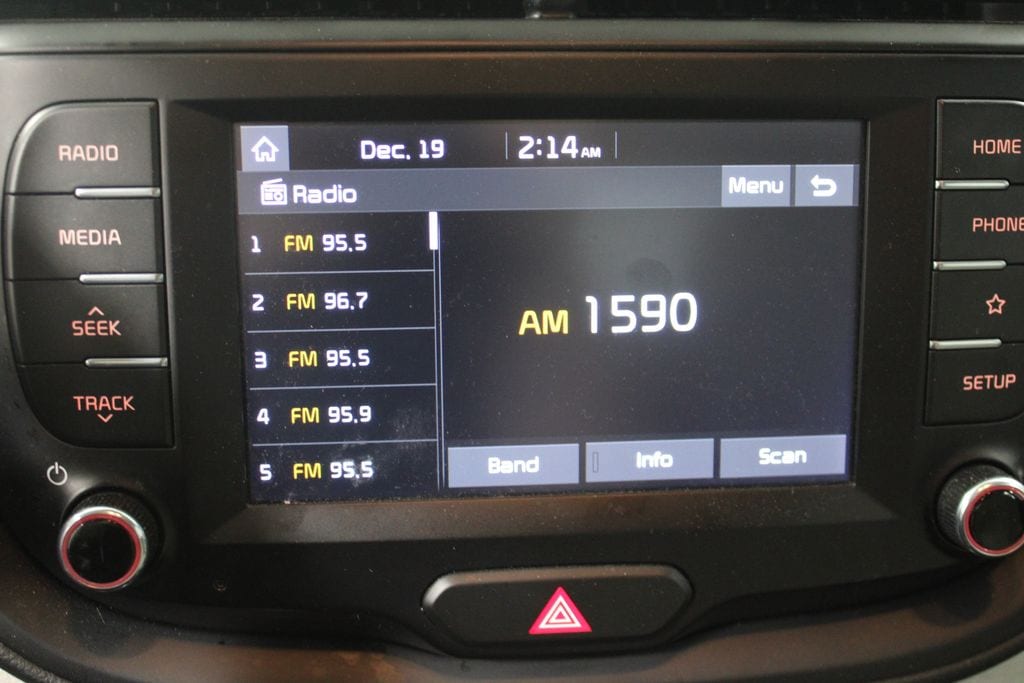 RADIO
MEDIA
SEEK
TRACK
Dec. 19 2:14 AM
Radio Menu
1 FM 95.5
2 FM 96.7
3 FM 95.5
4 FM 95.9
5 FM 95.5
AM 1590
Band Info Scan
HOME
PHONE
SETUP